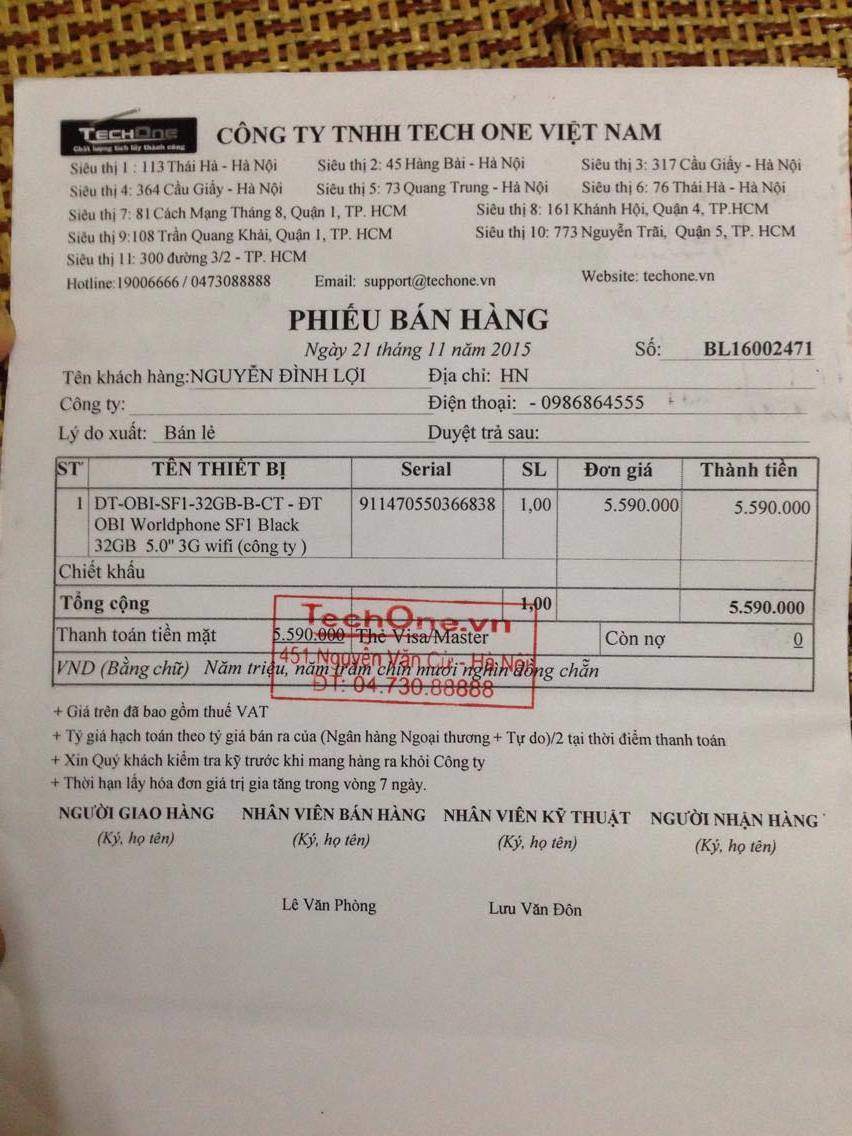 TECHONE
Chất lượng tích lũy thành công
CÔNG TY TNHH TECH ONE VIỆT NAM
Siêu thị 1 : 113 Thái Hà - Hà Nội Siêu thị 2: 45 Hàng Bài - Hà Nội Siêu thị 3: 317 Cầu Giấy - Hà Nội
Siêu thị 4: 364 Cầu Giấy - Hà Nội Siêu thị 5: 73 Quang Trung - Hà Nội Siêu thị 6: 76 Thái Hà - Hà Nội
Siêu thị 7: 81 Cách Mạng Tháng 8, Quận 1, TP. HCM Siêu thị 8: 161 Khánh Hội, Quận 4, TP.HCM
Siêu thị 9:108 Trần Quang Khải, Quận 1, TP. HCM Siêu thị 10: 773 Nguyễn Trãi, Quận 5, TP. HCM
Siêu thị 11: 300 đường 3/2 - TP. HCM
Hotline:19006666 / 0473088888 Email: support@techone.vn Website: techone.vn
PHIẾU BÁN HÀNG
Ngày 21 tháng 11 năm 2015 Số: BL16002471
Tên khách hàng:NGUYỄN ĐÌNH LỢI Địa chỉ: HN
Công ty: Điện thoại: - 0986864555
Lý do xuất: Bán lẻ Duyệt trả sau:
ST TÊN THIẾT BỊ Serial SL Đơn giá Thành tiền
1 ĐT-OBI-SF1-32GB-B-CT - ĐT 911470550366838 1,00 5.590.000 5.590.000
OBI Worldphone SF1 Black
32GB 5.0" 3G wifi (công ty )
Chiết khấu
Tổng cộng 1,00 5.590.000
Thanh toán tiền mặt 5.590.000 Thẻ Visa/Master Còn nợ 0
VND (Bằng chữ) Năm triệu, năm trăm chín mươi nghìn đồng chẵn
TechOne.vn
451 Nguyễn Văn Cừ - Hà Nội
ĐT: 04.730.88888
+ Giá trên đã bao gồm thuế VAT
+ Tỷ giá hạch toán theo tỷ giá bán ra của (Ngân hàng Ngoại thương + Tự do)/2 tại thời điểm thanh toán
+ Xin Quý khách kiểm tra kỹ trước khi mang hàng ra khỏi Công ty
+ Thời hạn lấy hóa đơn giá trị gia tăng trong vòng 7 ngày.
NGƯỜI GIAO HÀNG NHÂN VIÊN BÁN HÀNG NHÂN VIÊN KỸ THUẬT NGƯỜI NHẬN HÀNG
(Ký, họ tên) (Ký, họ tên) (Ký, họ tên) (Ký, họ tên)
Lê Văn Phòng Lưu Văn Đôn